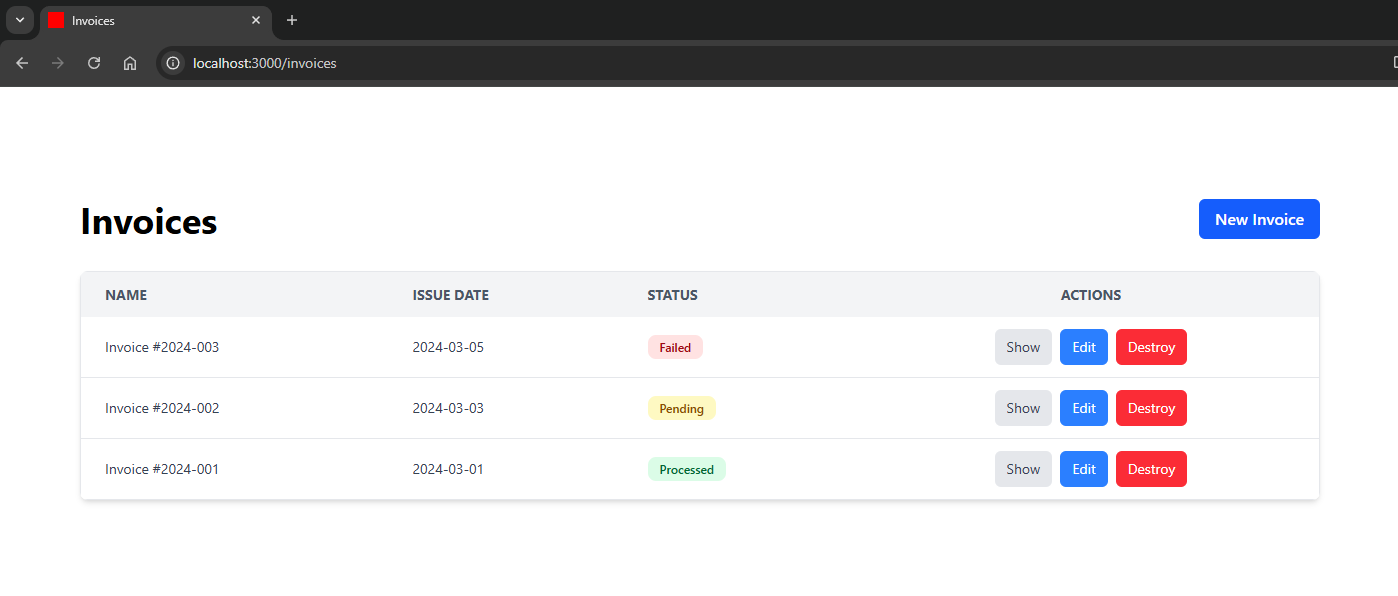 Invoices
localhost:3000/invoices
Invoices
New Invoice
NAME ISSUE DATE STATUS ACTIONS
Invoice #2024-003 2024-03-05 Failed Show Edit Destroy
Invoice #2024-002 2024-03-03 Pending Show Edit Destroy
Invoice #2024-001 2024-03-01 Processed Show Edit Destroy